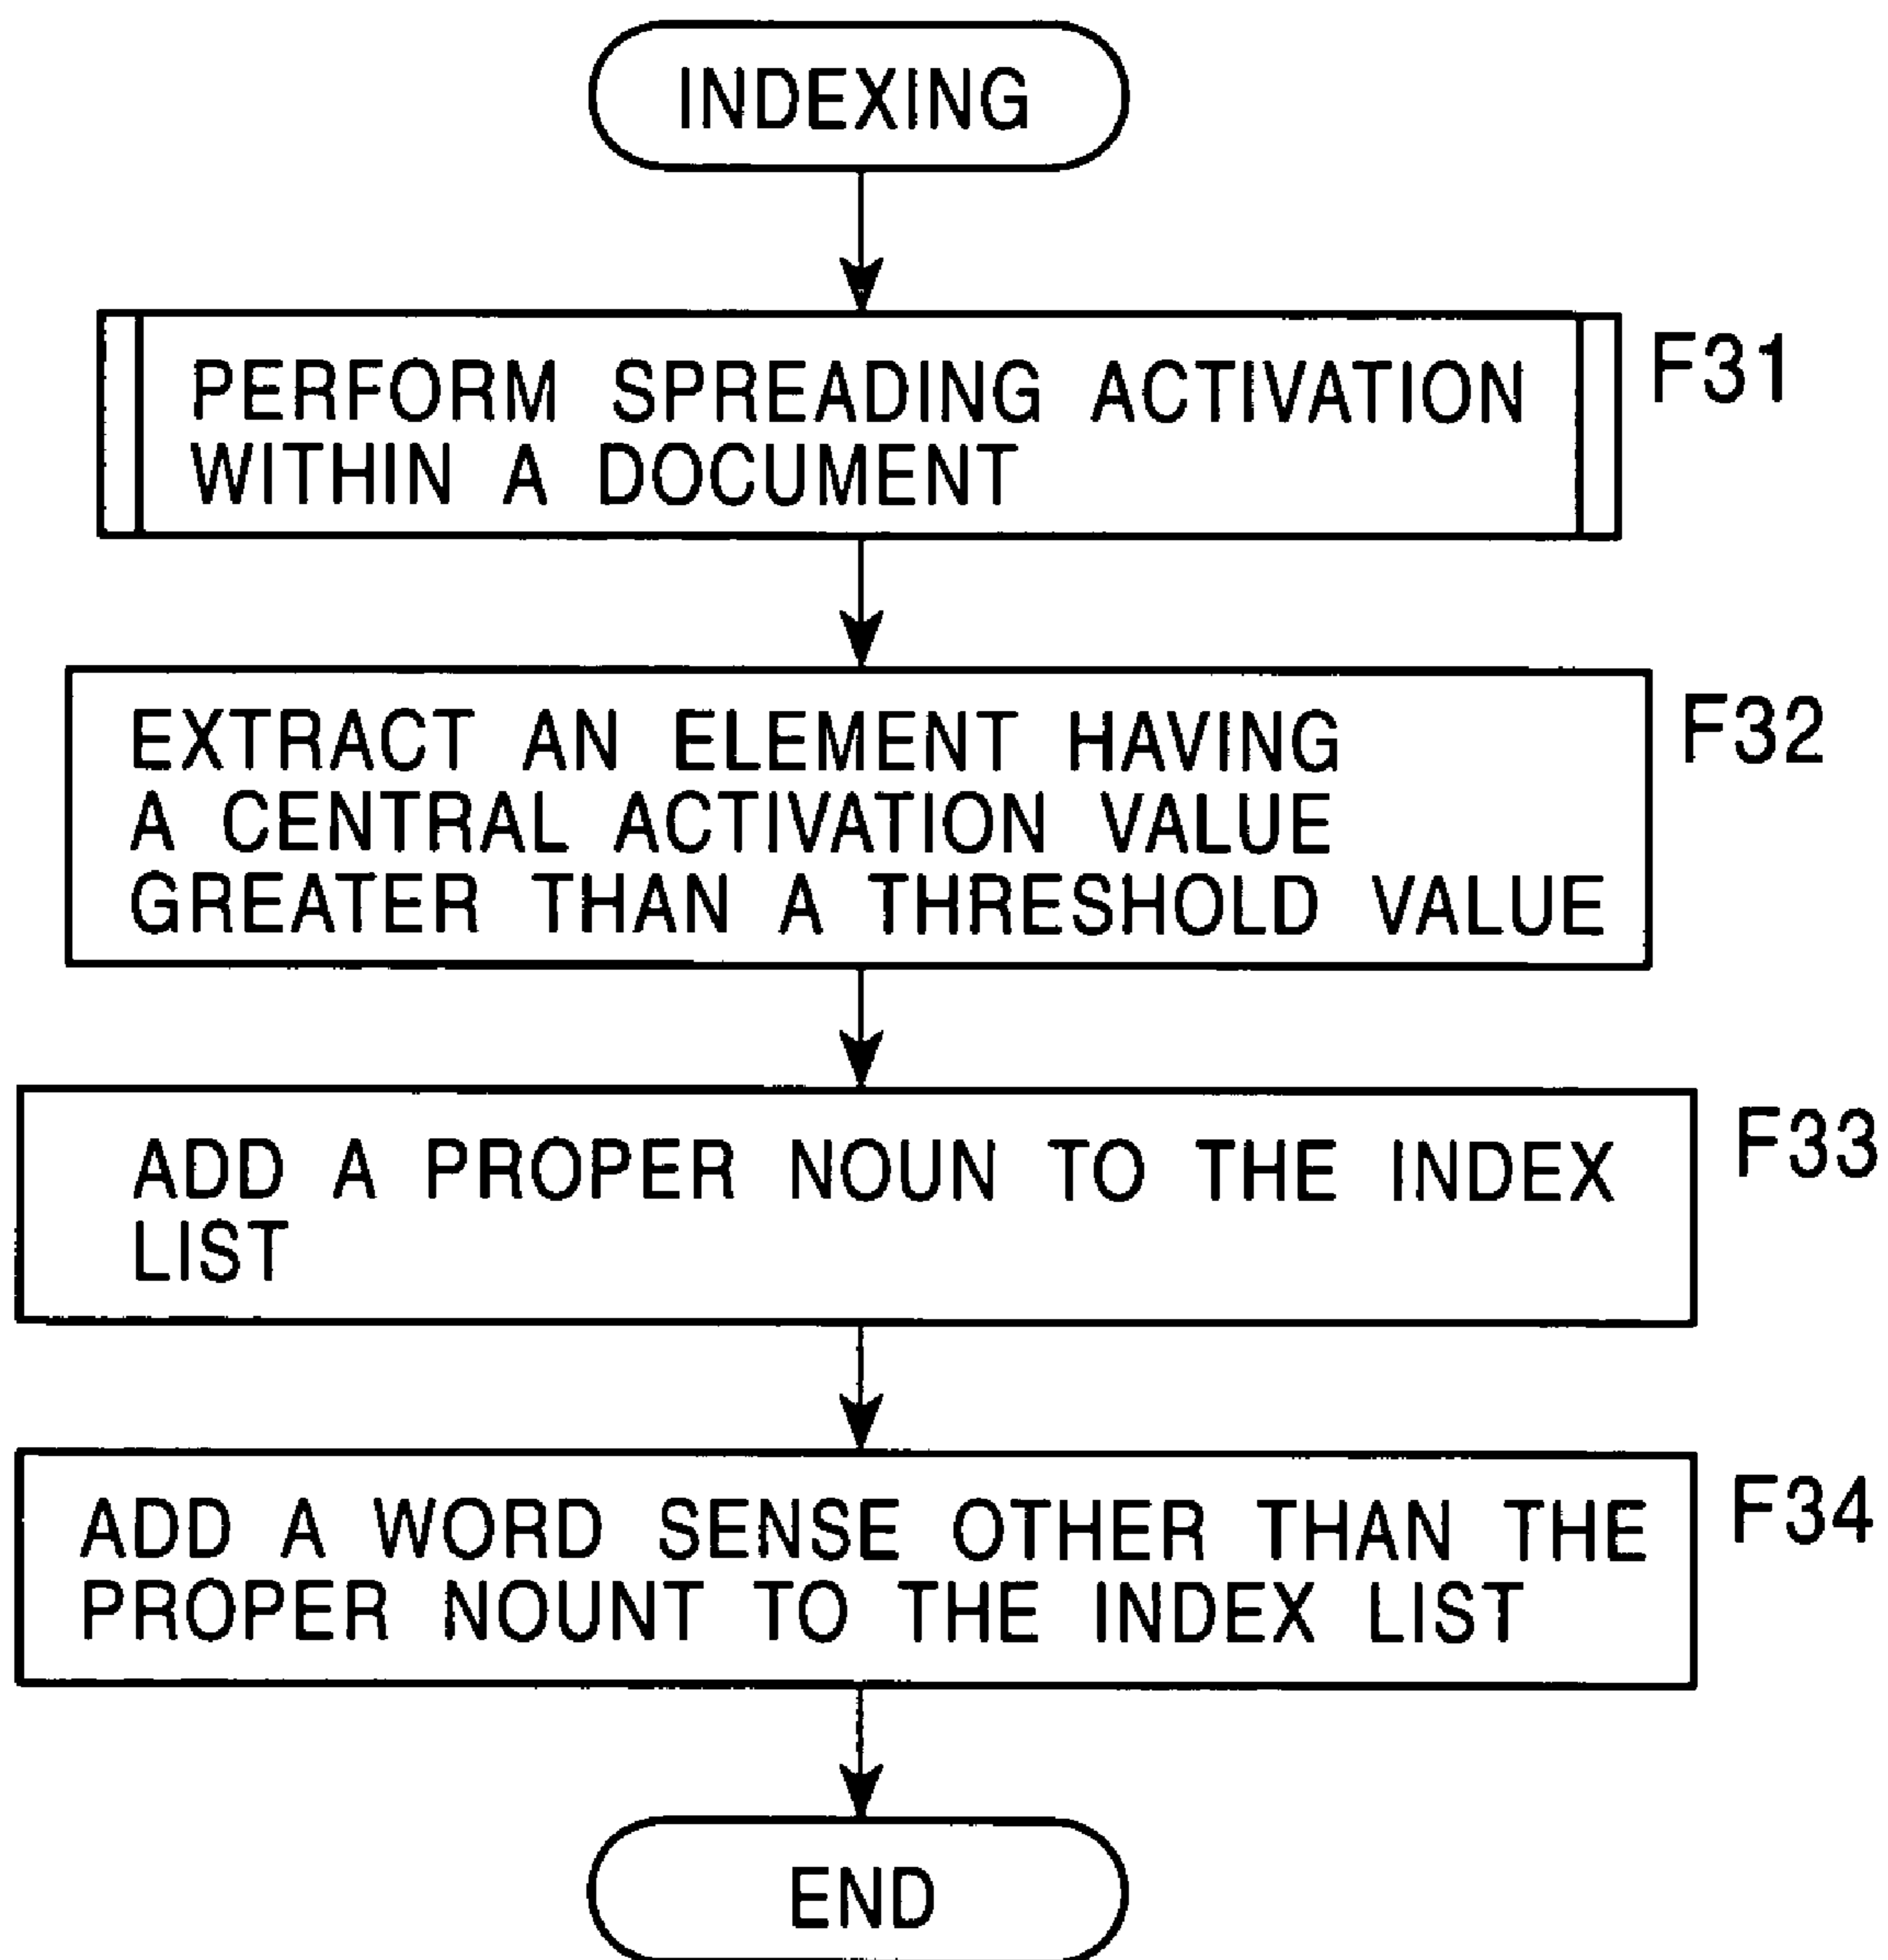 INDEXING
PERFORM SPREADING ACTIVATION
WITHIN A DOCUMENT
F31
EXTRACT AN ELEMENT HAVING
A CENTRAL ACTIVATION VALUE
GREATER THAN A THRESHOLD VALUE
F32
ADD A PROPER NOUN TO THE INDEX
LIST
F33
ADD A WORD SENSE OTHER THAN THE
PROPER NOUNT TO THE INDEX LIST
F34
END